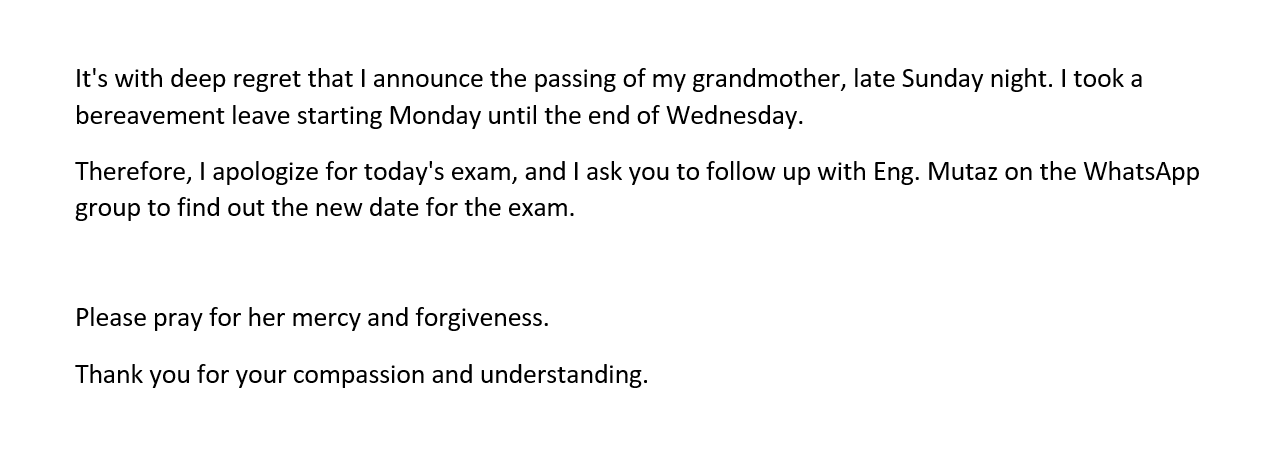 It's with deep regret that I announce the passing of my grandmother, late Sunday night. I took a
bereavement leave starting Monday until the end of Wednesday.
Therefore, I apologize for today's exam, and I ask you to follow up with Eng. Mutaz on the WhatsApp
group to find out the new date for the exam.
Please pray for her mercy and forgiveness.
Thank you for your compassion and understanding.